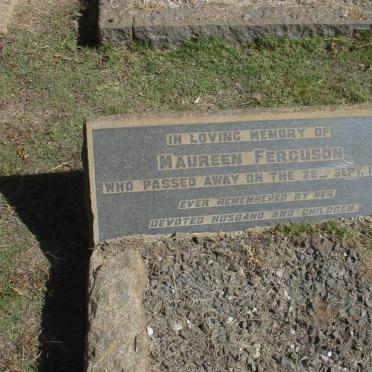 IN LOVING MEMORY OF
MAUREEN FERGUSON
WHO PASSED AWAY ON THE 29TH SEPT.
EVER REMEMBERED BY HER
DEVOTED HUSBAND AND CHILDREN.